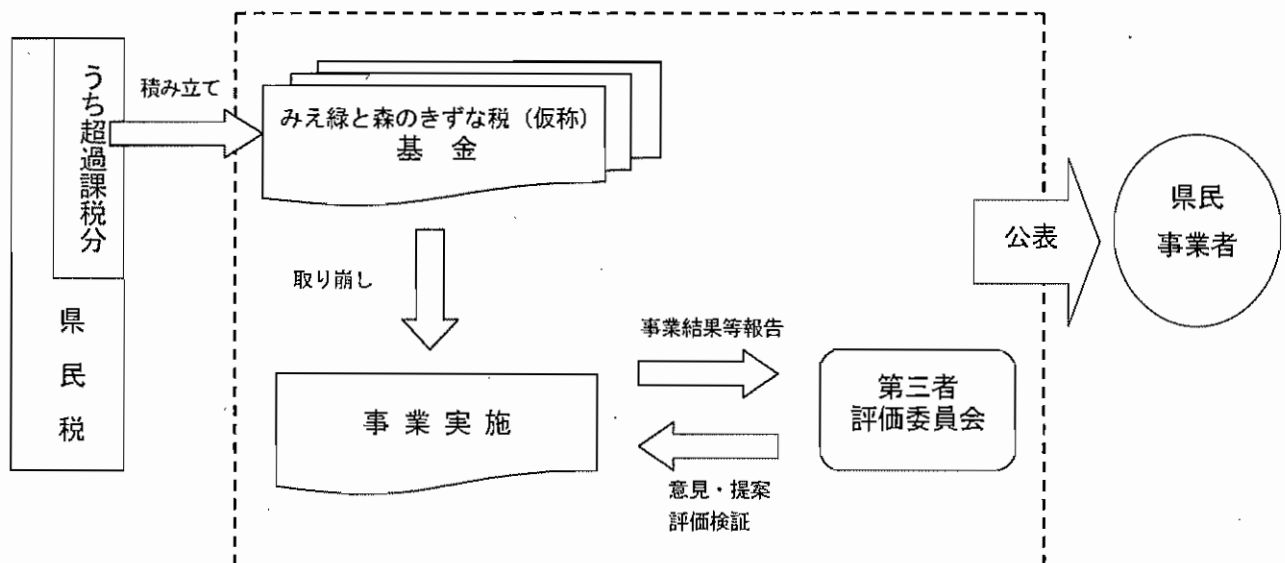 うち超過課税分
県民税
積み立て
みえ緑と森のきずな税（仮称）
基　金
取り崩し
事 業 実 施
事業結果等報告
意見・提案
評価検証
第三者
評価委員会
公表
県民
事業者